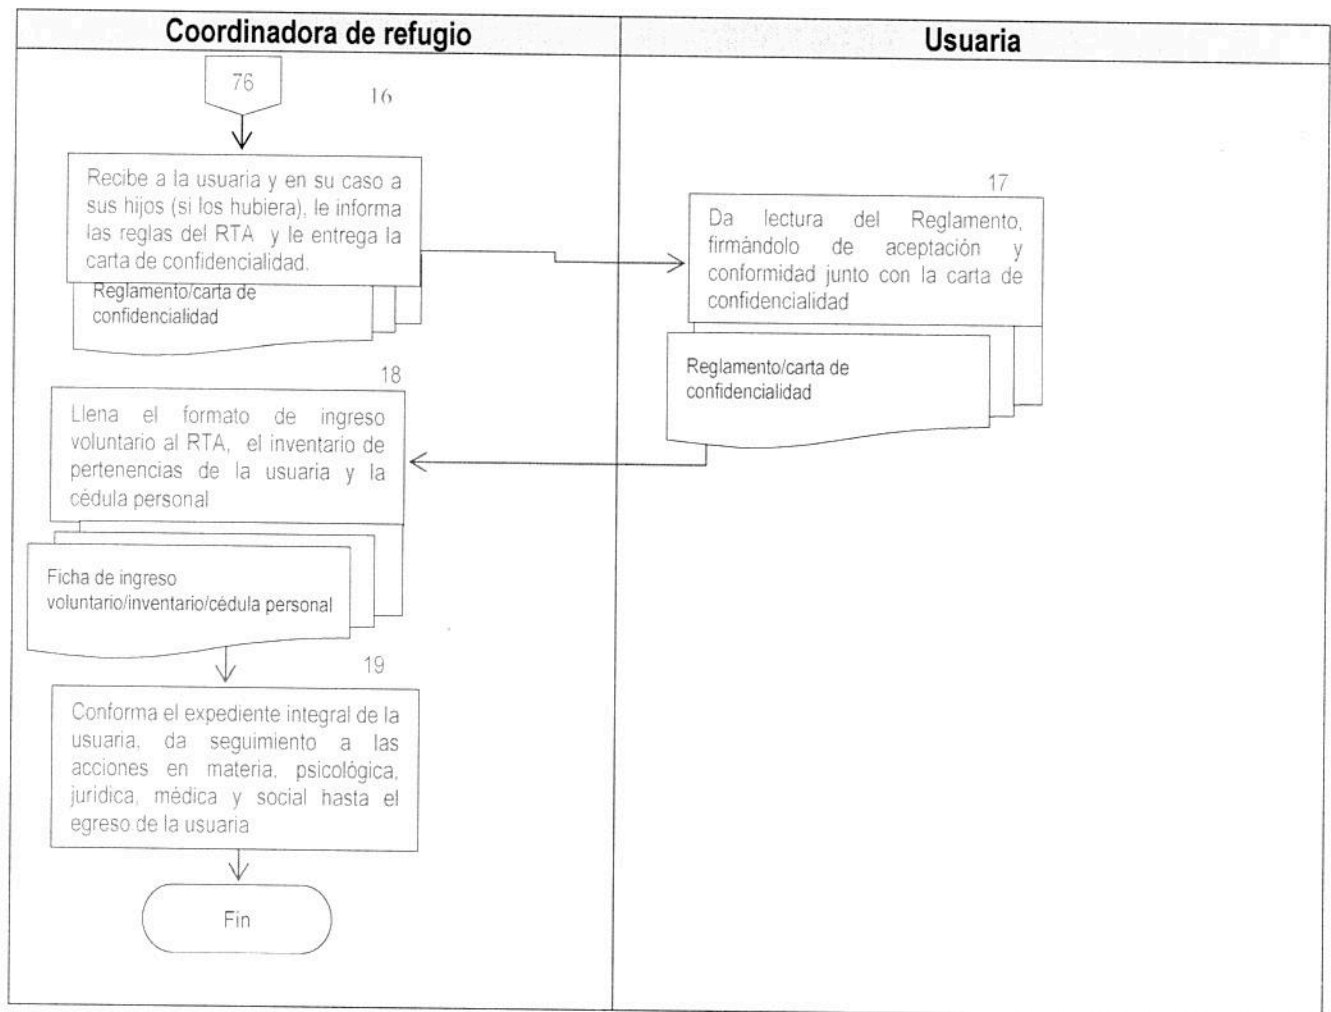 Coordinadora de refugio
Usuaria
76
16
Recibe a la usuaria y en su caso a
sus hijos (si los hubiera), le informa
las reglas del RTA y le entrega la
carta de confidencialidad.
Reglamento/carta de
confidencialidad
17
Da lectura del Reglamento,
firmándolo de aceptación y
conformidad junto con la carta de
confidencialidad
Reglamento/carta de
confidencialidad
18
Llena el formato de ingreso
voluntario al RTA, el inventario de
pertenencias de la usuaria y la
cédula personal
Ficha de ingreso
voluntario/inventario/cédula personal
19
Conforma el expediente integral de la
usuaria, da seguimiento a las
acciones en materia, psicológica,
jurídica, médica y social hasta el
egreso de la usuaria
Fin